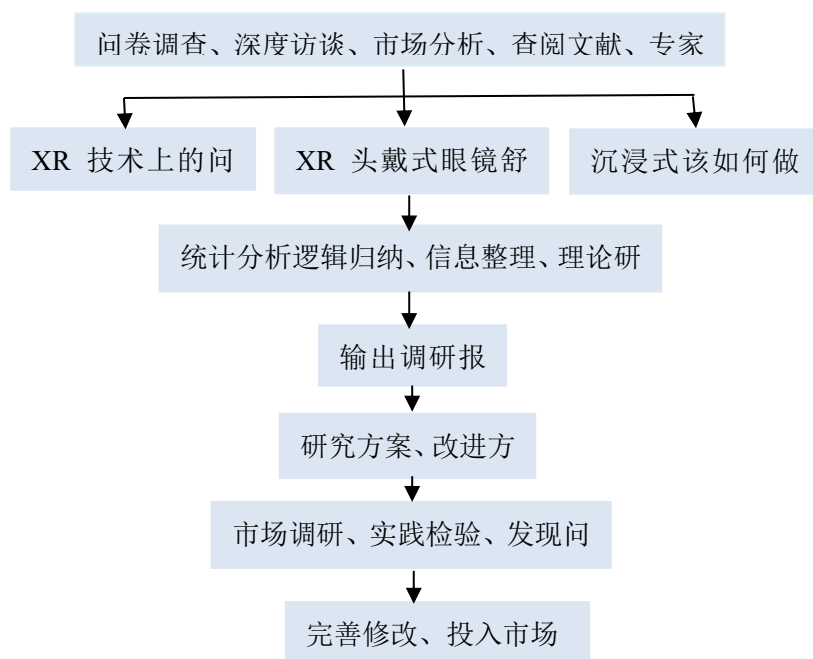 问卷调查、深度访谈、市场分析、查阅文献、专家
XR 技术上的问
XR 头戴式眼镜舒
沉浸式该如何做
统计分析逻辑归纳、信息整理、理论研
输出调研报
研究方案、改进方
市场调研、实践检验、发现问
完善修改、投入市场